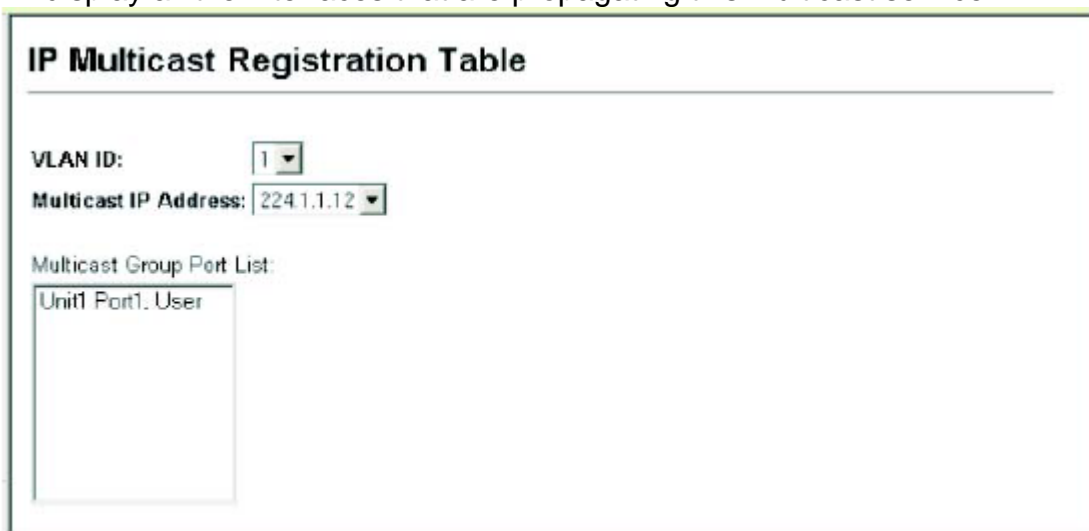 IP Multicast Registration Table
VLAN ID: 1
Multicast IP Address: 224.1.1.12
Multicast Group Port List:
Unit1 Port1, User